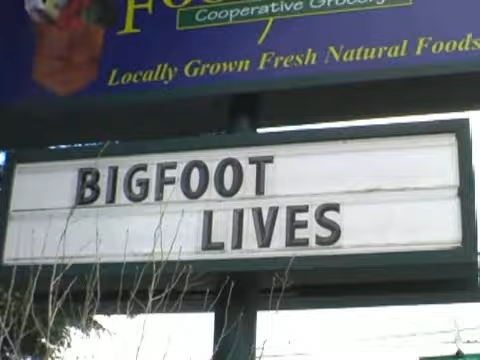 Cooperative Grocery
Locally Grown Fresh Natural Foods
BIGFOOT
LIVES